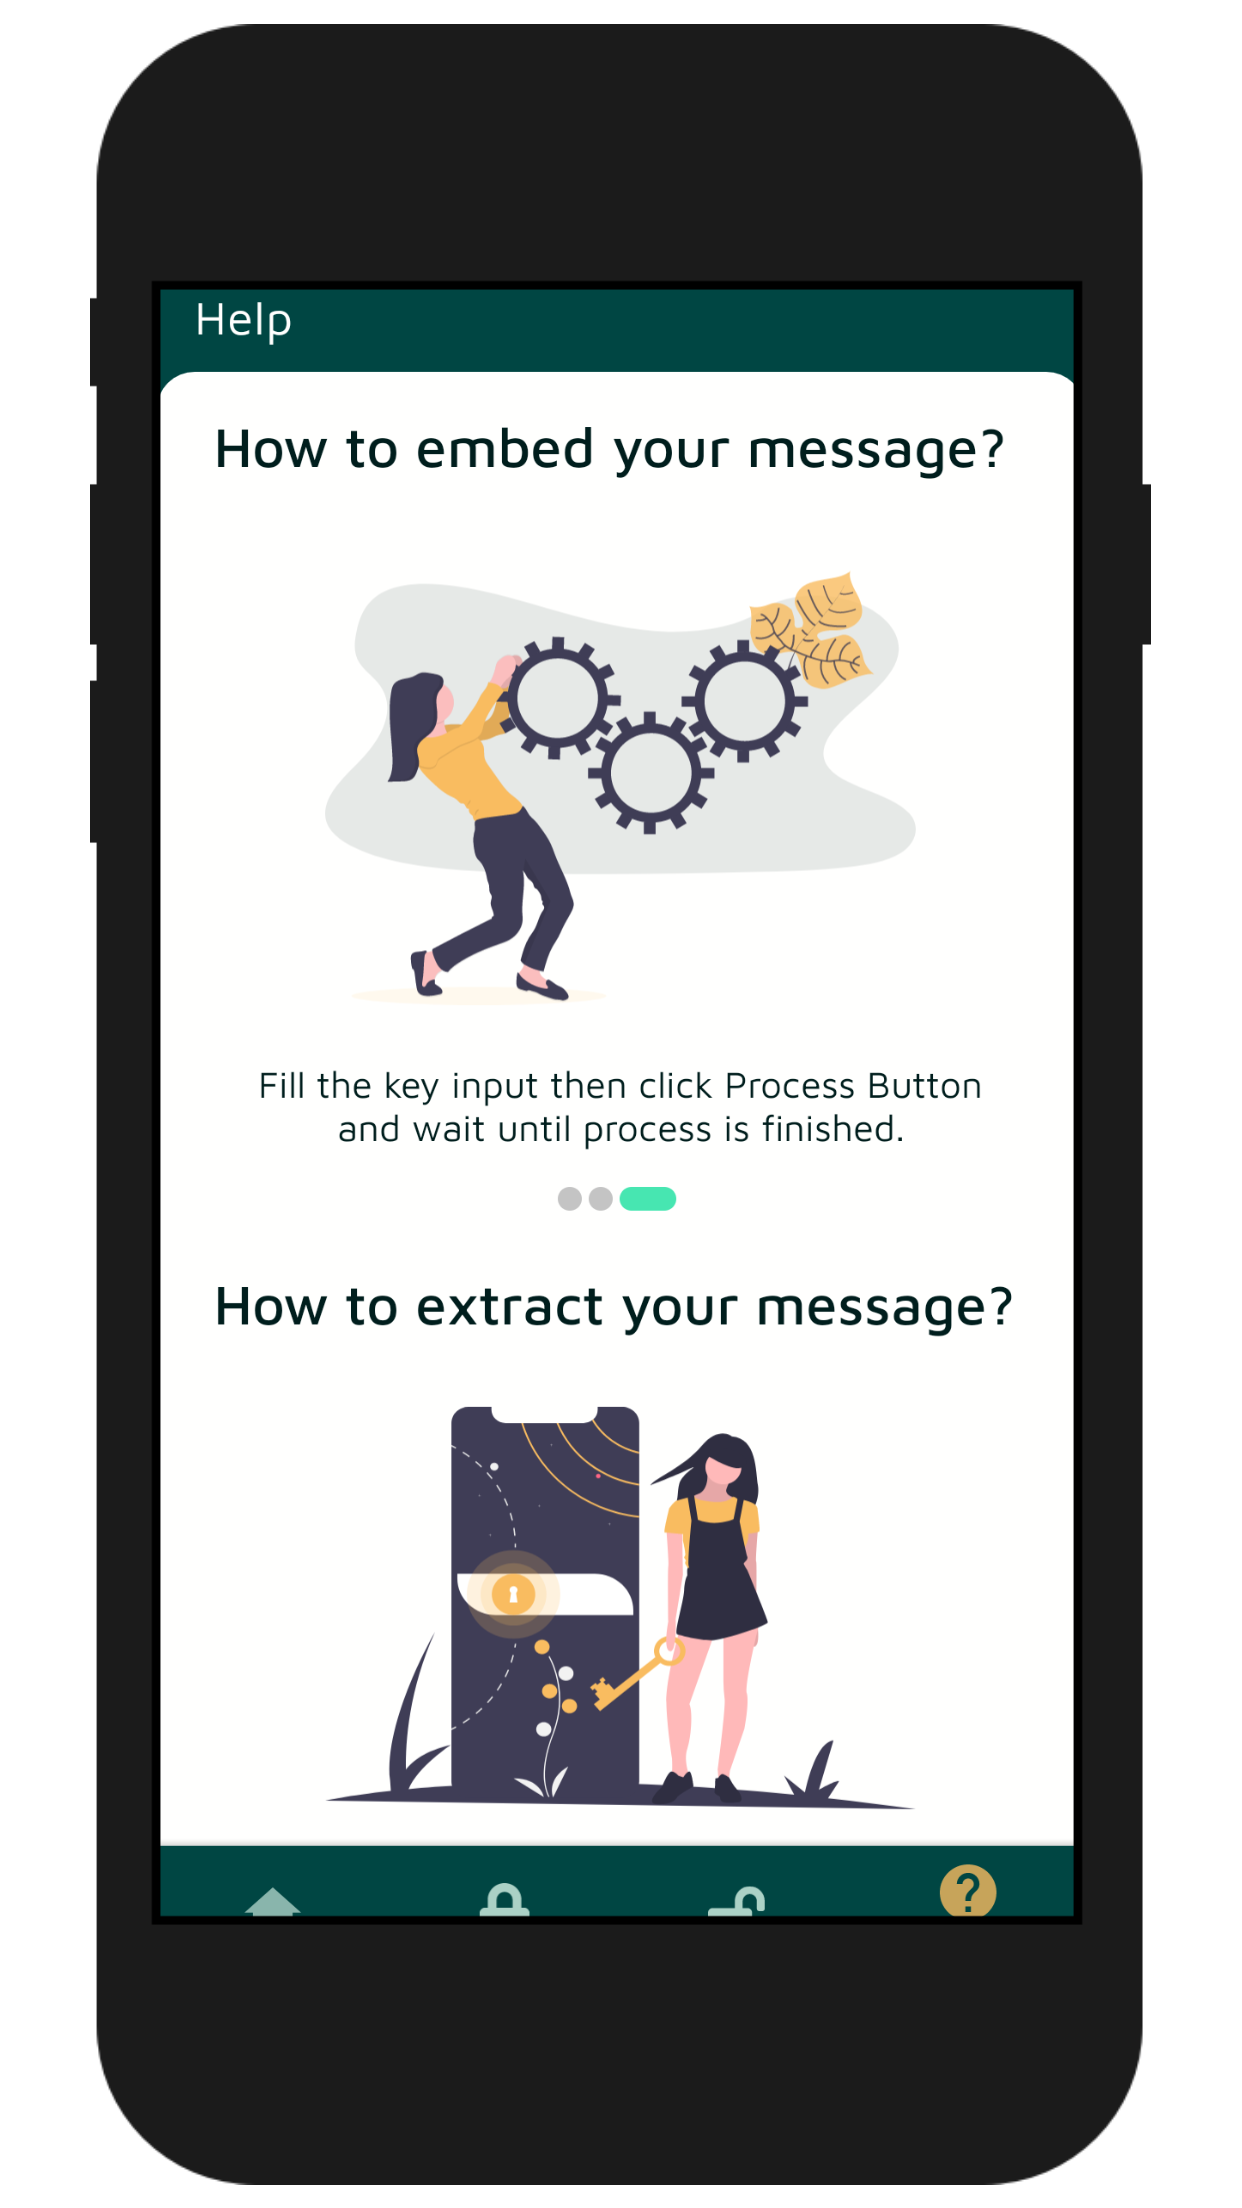 Help
How to embed your message?
Fill the key input then click Process Button
and wait until process is finished.
How to extract your message?
?